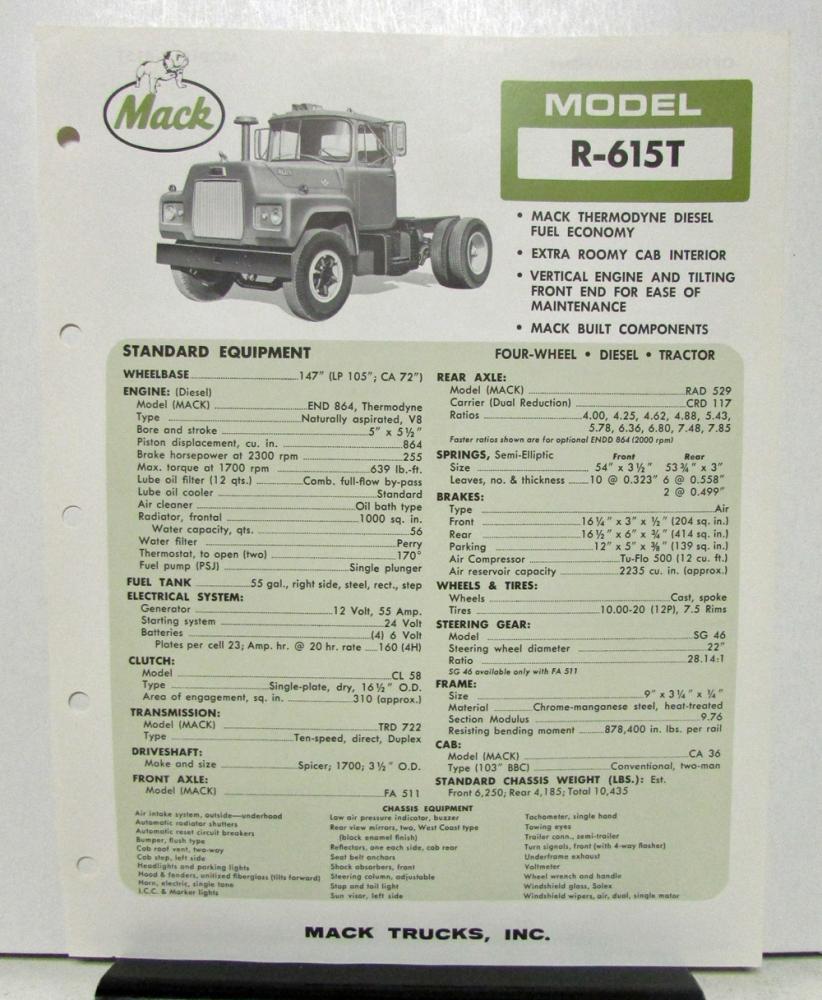 Mack
MODEL
R-615T
• MACK THERMODYNE DIESEL
FUEL ECONOMY
• EXTRA ROOMY CAB INTERIOR
• VERTICAL ENGINE AND TILTING
FRONT END FOR EASE OF
MAINTENANCE
• MACK BUILT COMPONENTS
STANDARD EQUIPMENT
FOUR-WHEEL • DIESEL • TRACTOR
WHEELBASE 147" (LP 105"; CA 72")
ENGINE: (Diesel)
Model (MACK) END 864, Thermodyne
Type Naturally aspirated, V8
Bore and stroke 5" x 5½"
Piston displacement, cu. in. 864
Brake horsepower at 2300 rpm 255
Max. torque at 1700 rpm 639 lb.-ft.
Lube oil filter (12 qts.) Comb. full-flow by-pass
Lube oil cooler Standard
Air cleaner Oil bath type
Radiator, frontal 1000 sq. in.
Water capacity, qts. 56
Water filter Perry
Thermostat, to open (two) 170°
Fuel pump (PSJ) Single plunger
FUEL TANK 55 gal., right side, steel, rect., step
ELECTRICAL SYSTEM:
Generator 12 Volt, 55 Amp.
Starting system 24 Volt
Batteries (4) 6 Volt
Plates per cell 23; Amp. hr. @ 20 hr. rate 160 (4H)
CLUTCH:
Model CL 58
Type Single-plate, dry, 16½" O.D.
Area of engagement, sq. in. 310 (approx.)
TRANSMISSION:
Model (MACK) TRD 722
Type Ten-speed, direct, Duplex
DRIVESHAFT:
Make and size Spicer; 1700; 3½" O.D.
FRONT AXLE:
Model (MACK) FA 511
REAR AXLE:
Model (MACK) RAD 529
Carrier (Dual Reduction) CRD 117
Ratios 4.00, 4.25, 4.62, 4.88, 5.43,
5.78, 6.36, 6.80, 7.48, 7.85
Faster ratios shown are for optional ENDD 864 (2000 rpm)
SPRINGS, Semi-Elliptic Front Rear
Size 54" x 3½" 53¾" x 3"
Leaves, no. & thickness 10 @ 0.323" 6 @ 0.558"
2 @ 0.499"
BRAKES:
Type Air
Front 16¼" x 3" x ½" (204 sq. in.)
Rear 16½" x 6" x ¾" (414 sq. in.)
Parking 12" x 5" x ⅜" (139 sq. in.)
Air Compressor Tu-Flo 500 (12 cu. ft.)
Air reservoir capacity 2235 cu. in. (approx.)
WHEELS & TIRES:
Wheels Cast, spoke
Tires 10.00-20 (12P), 7.5 Rims
STEERING GEAR:
Model SG 46
Steering wheel diameter 22"
Ratio 28.14:1
SG 46 available only with FA 511
FRAME:
Size 9" x 3¼" x ¼"
Material Chrome-manganese steel, heat-treated
Section Modulus 9.76
Resisting bending moment 878,400 in. lbs. per rail
CAB:
Model (MACK) CA 36
Type (103" BBC) Conventional, two-man
STANDARD CHASSIS WEIGHT (LBS.): Est.
Front 6,250; Rear 4,185; Total 10,435
CHASSIS EQUIPMENT
Air intake system, outside—underhood
Automatic radiator shutters
Automatic reset circuit breakers
Bumper, flush type
Cab roof vent, two-way
Cab step, left side
Headlights and parking lights
Hood & fenders, unitized fiberglass (tilts forward)
Horn, electric, single tone
I.C.C. & Marker lights
Low air pressure indicator, buzzer
Rear view mirrors, two, West Coast type
(black enamel finish)
Reflectors, one each side, cab rear
Seat belt anchors
Shock absorbers, front
Steering column, adjustable
Stop and tail light
Sun visor, left side
Tachometer, single hand
Towing eyes
Trailer conn., semi-trailer
Turn signals, front (with 4-way flasher)
Underframe exhaust
Voltmeter
Wheel wrench and handle
Windshield glass, Solex
Windshield wipers, air, dual, single motor
MACK TRUCKS, INC.